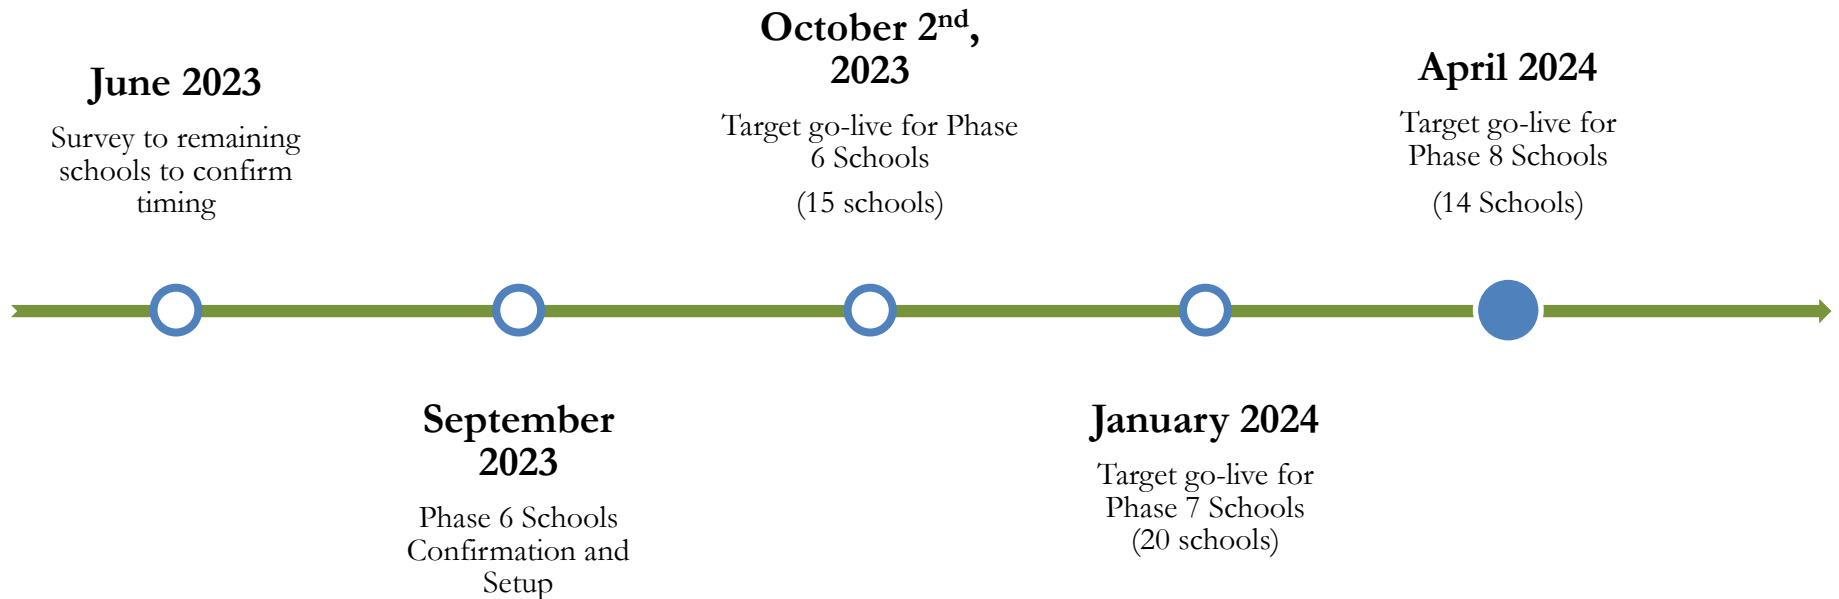 June 2023
Survey to remaining
schools to confirm
timing
September
2023
Phase 6 Schools
Confirmation and
Setup
October 2nd,
2023
Target go-live for Phase
6 Schools
(15 schools)
January 2024
Target go-live for
Phase 7 Schools
(20 schools)
April 2024
Target go-live for
Phase 8 Schools
(14 Schools)